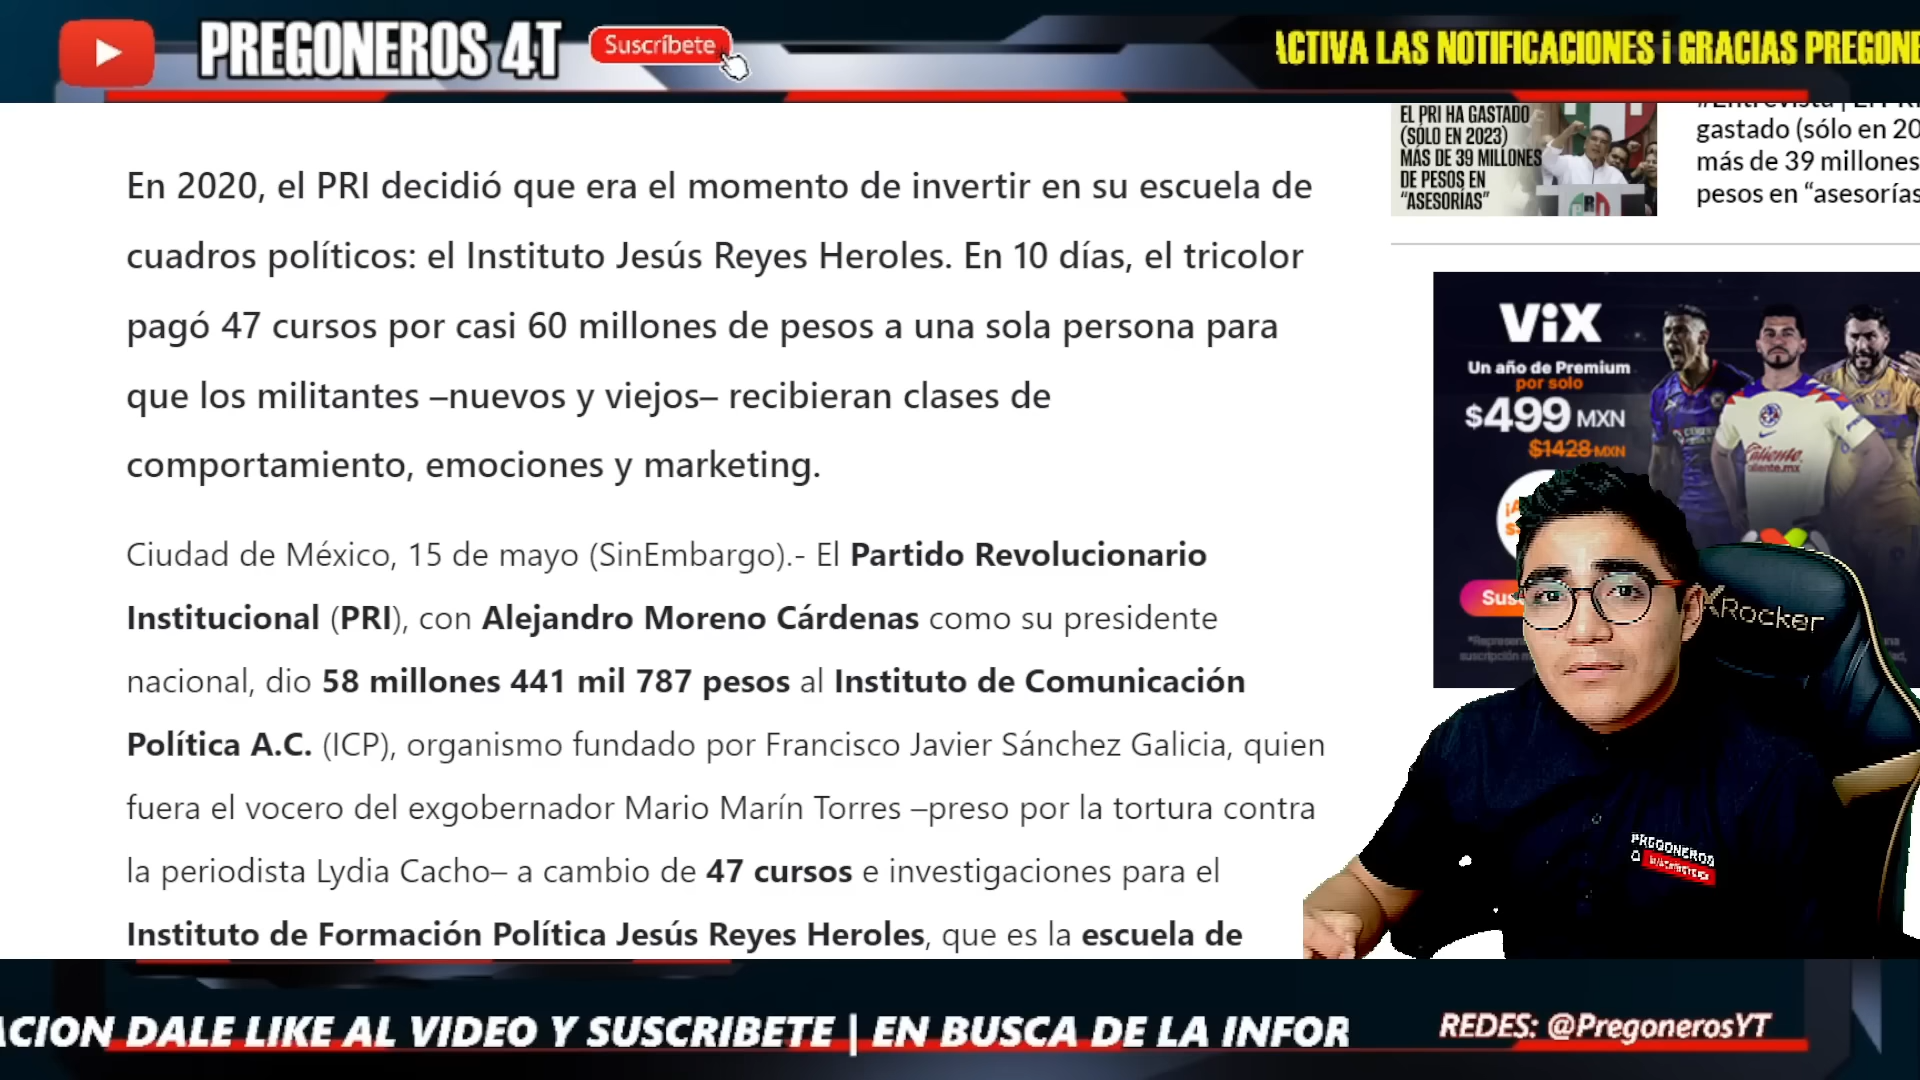 PREGONEROS 4T
Suscríbete
ACTIVA LAS NOTIFICACIONES ¡ GRACIAS PREGONE
En 2020, el PRI decidió que era el momento de invertir en su escuela de
cuadros políticos: el Instituto Jesús Reyes Heroles. En 10 días, el tricolor
pagó 47 cursos por casi 60 millones de pesos a una sola persona para
que los militantes –nuevos y viejos– recibieran clases de
comportamiento, emociones y marketing.
Ciudad de México, 15 de mayo (SinEmbargo).- El Partido Revolucionario
Institucional (PRI), con Alejandro Moreno Cárdenas como su presidente
nacional, dio 58 millones 441 mil 787 pesos al Instituto de Comunicación
Política A.C. (ICP), organismo fundado por Francisco Javier Sánchez Galicia, quien
fuera el vocero del exgobernador Mario Marín Torres –preso por la tortura contra
la periodista Lydia Cacho– a cambio de 47 cursos e investigaciones para el
Instituto de Formación Política Jesús Reyes Heroles, que es la escuela de
EL PRI HA GASTADO
(SÓLO EN 2023)
MÁS DE 39 MILLONES
DE PESOS EN
"ASESORÍAS"
PRI
gastado (sólo en 20
más de 39 millones
pesos en “asesorías
ViX
Un año de Premium
por solo
$499 MXN
$1428 MXN
Sus
XRocker
PREGONEROS
ACION DALE LIKE AL VIDEO Y SUSCRIBETE | EN BUSCA DE LA INFOR
REDES: @PregonerosYT